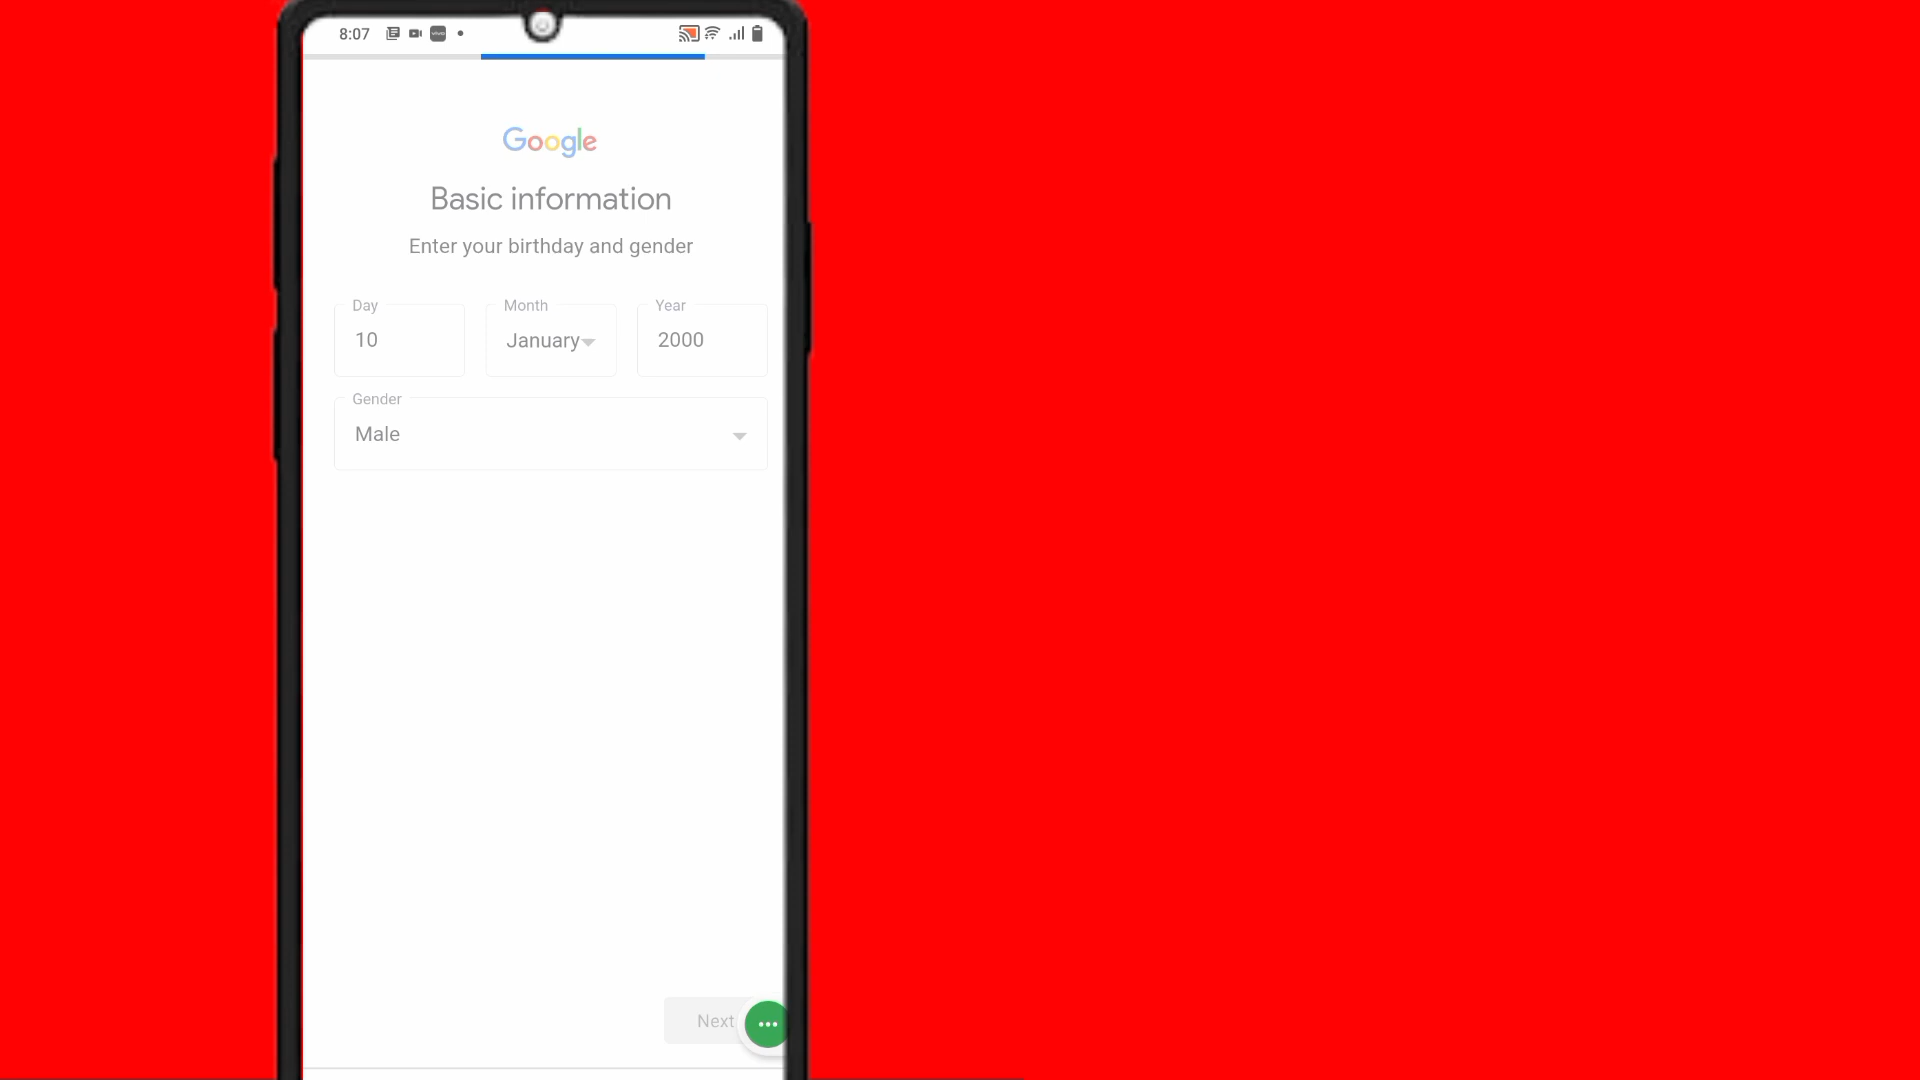 8:07
Google
Basic information
Enter your birthday and gender
Day Month Year
10 January 2000
Gender
Male
Next